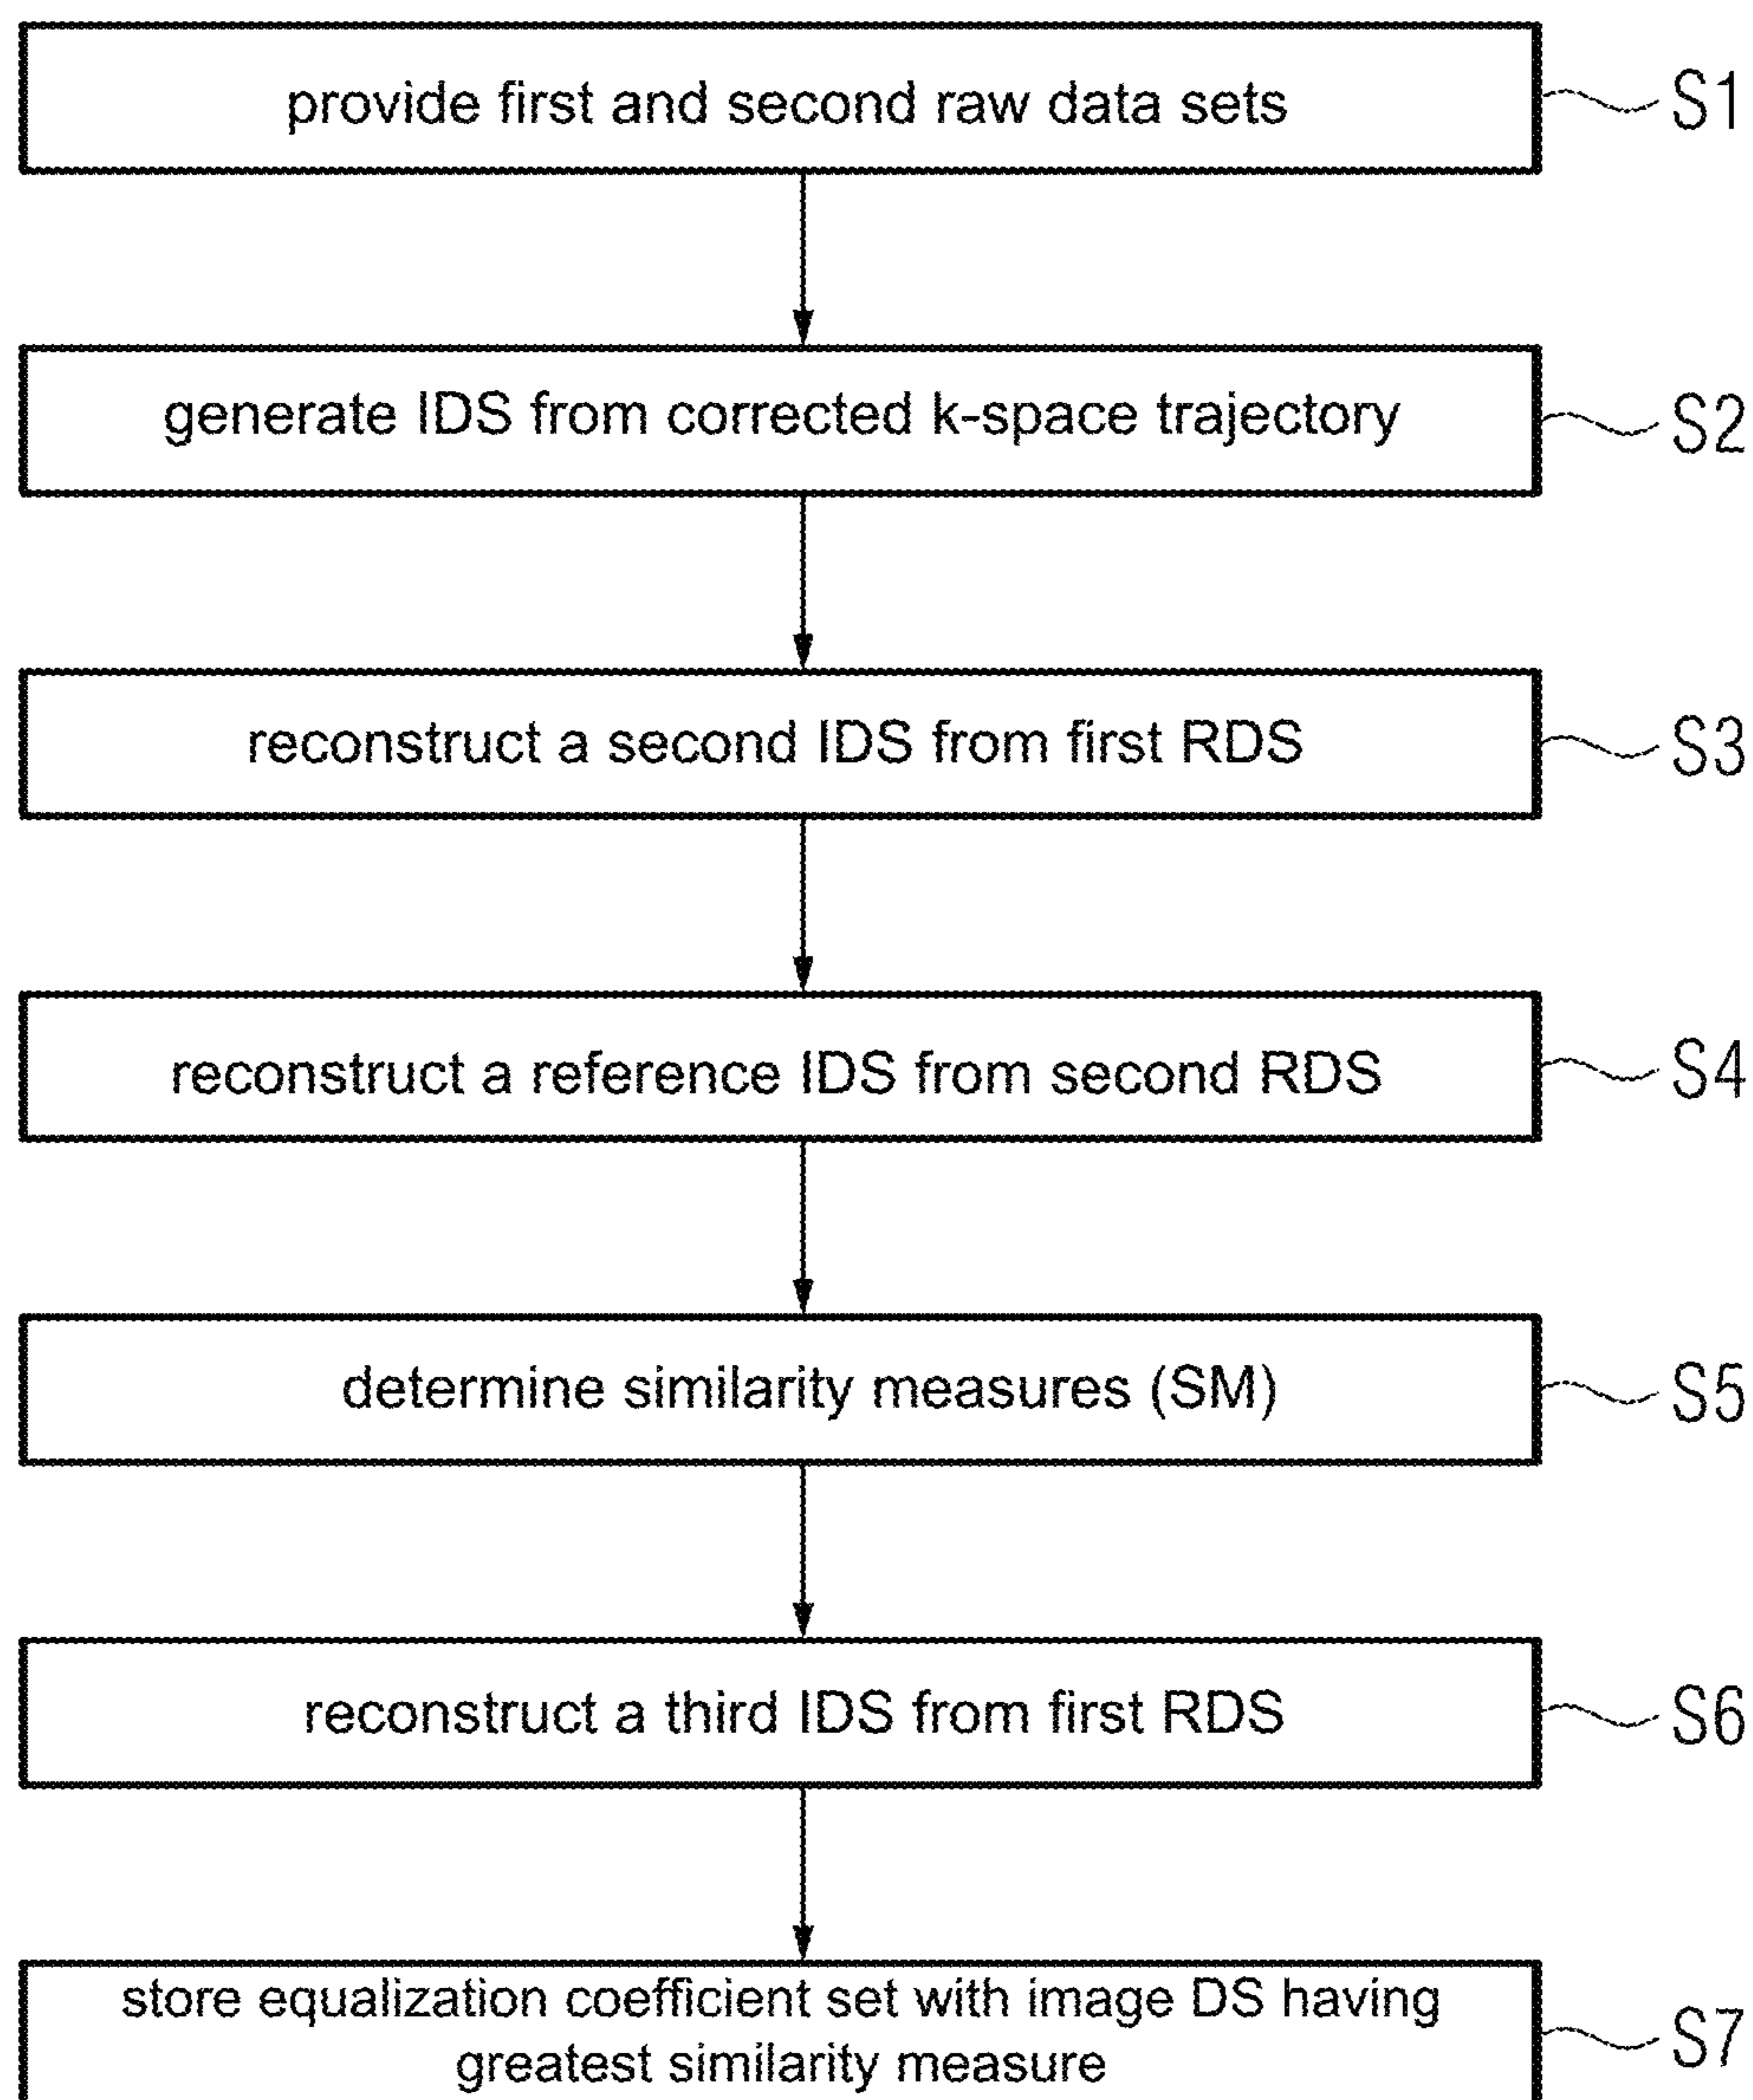 provide first and second raw data sets
S1
generate IDS from corrected k-space trajectory
S2
reconstruct a second IDS from first RDS
S3
reconstruct a reference IDS from second RDS
S4
determine similarity measures (SM)
S5
reconstruct a third IDS from first RDS
S6
store equalization coefficient set with image DS having
greatest similarity measure
S7